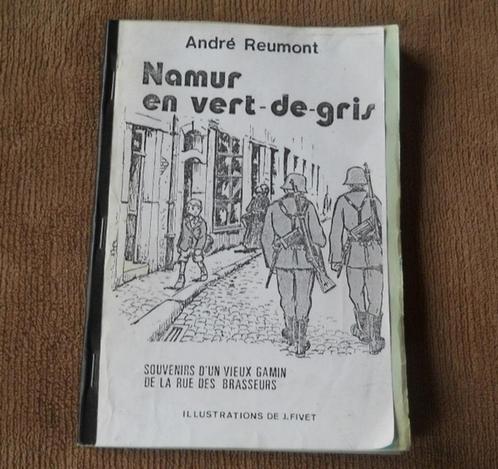 André Reumont
Namur
en vert-de-gris
SOUVENIRS D'UN VIEUX GAMIN
DE LA RUE DES BRASSEURS
ILLUSTRATIONS DE J.FIVET